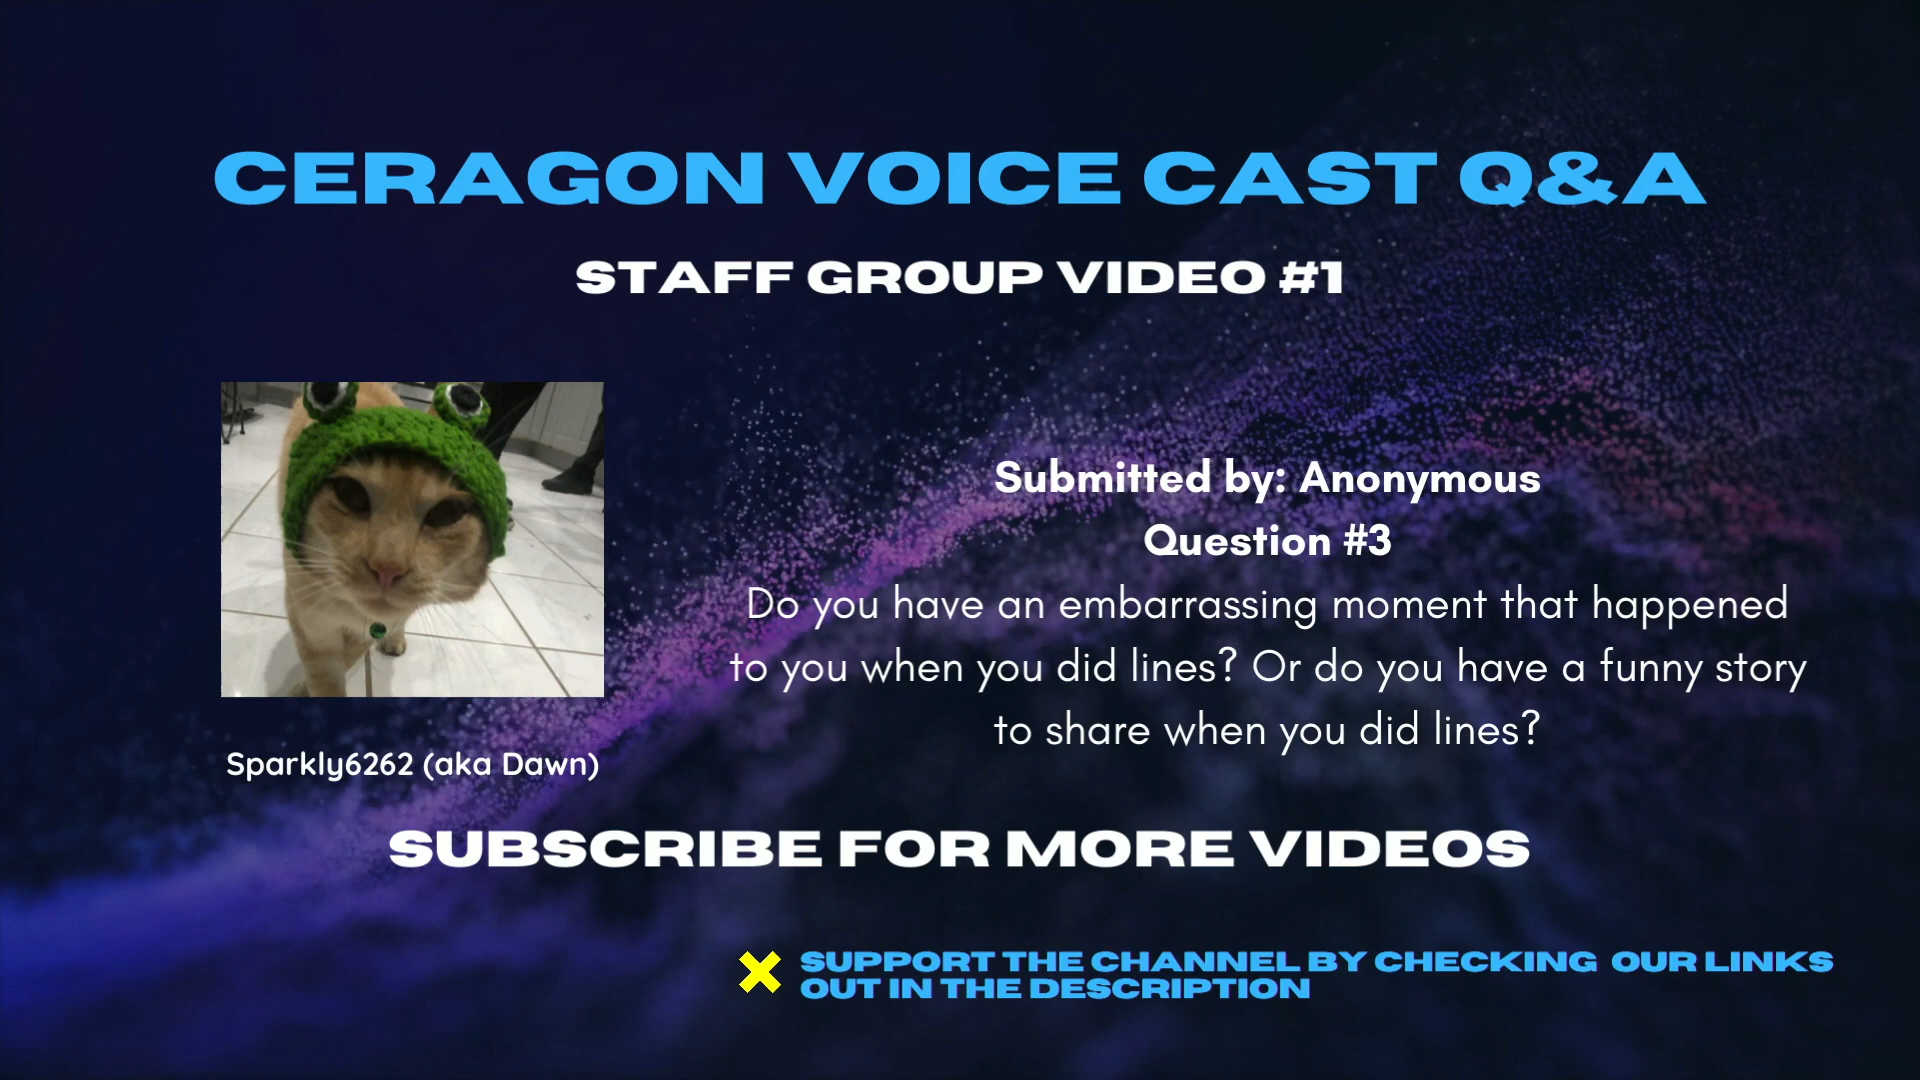 CERAGON VOICE CAST Q&A
STAFF GROUP VIDEO #1
Submitted by: Anonymous
Question #3
Do you have an embarrassing moment that happened
to you when you did lines? Or do you have a funny story
to share when you did lines?
Sparkly6262 (aka Dawn)
SUBSCRIBE FOR MORE VIDEOS
SUPPORT THE CHANNEL BY CHECKING OUR LINKS
OUT IN THE DESCRIPTION